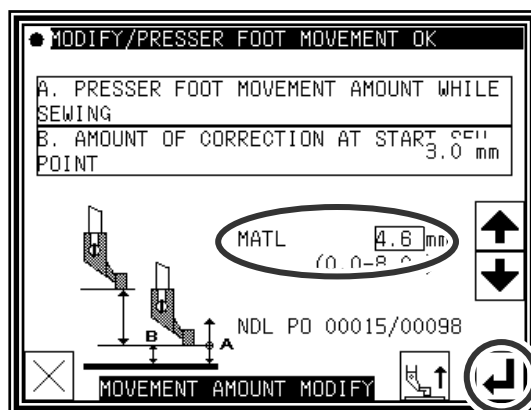 MODIFY/PRESSER FOOT MOVEMENT OK
A. PRESSER FOOT MOVEMENT AMOUNT WHILE
SEWING
B. AMOUNT OF CORRECTION AT START
POINT
3.0 mm
MATL 4.6 mm
B
A
NDL PO 00015/00098
MOVEMENT AMOUNT MODIFY